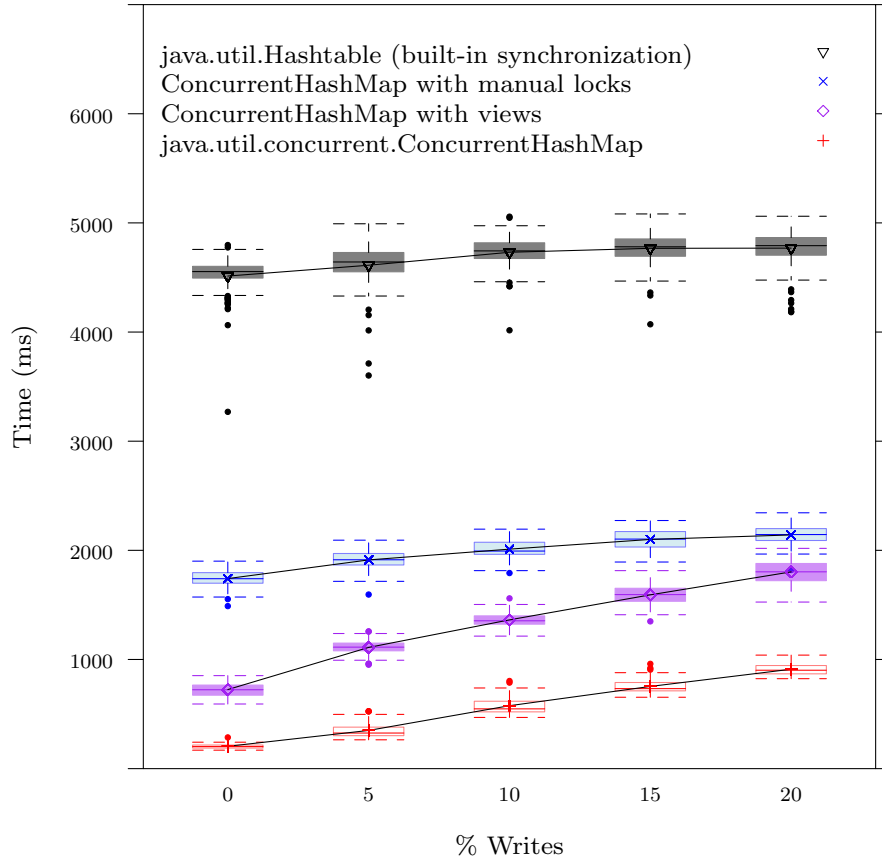 java.util.Hashtable (built-in synchronization)
ConcurrentHashMap with manual locks
ConcurrentHashMap with views
java.util.concurrent.ConcurrentHashMap
6000
5000
4000
3000
2000
1000
Time (ms)
0 5 10 15 20
% Writes